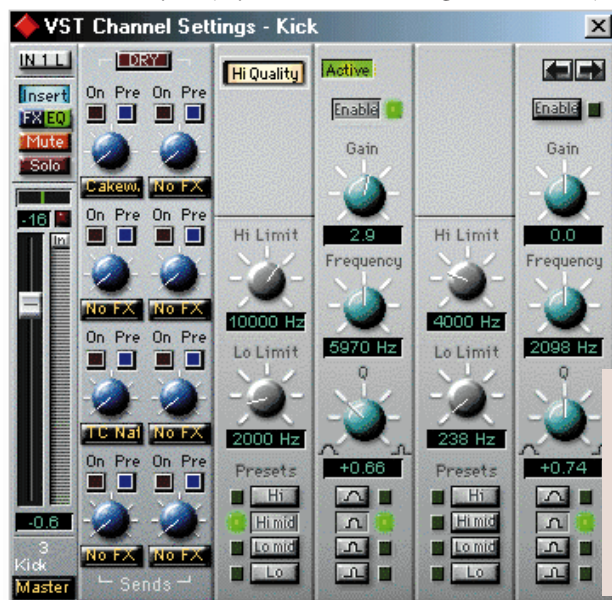 VST Channel Settings - Kick
IN 1 L
DRY
Hi Quality
Active
Insert
FX EQ
Mute
Solo
On Pre On Pre
Enable
Enable
Gain
Gain
Cakew. No FX
-16
On Pre On Pre
In
Hi Limit
2.9
Hi Limit
0.0
Frequency
Frequency
No FX No FX
10000 Hz
4000 Hz
On Pre On Pre
5970 Hz
2098 Hz
Lo Limit
Lo Limit
Q
Q
TC Nat No FX
2000 Hz
238 Hz
On Pre On Pre
Presets
+0.66
Presets
+0.74
Hi
Hi
-0.6
Hi mid
Hi mid
3
Kick
No FX No FX
Lo mid
Lo mid
Master
Sends
Lo
Lo